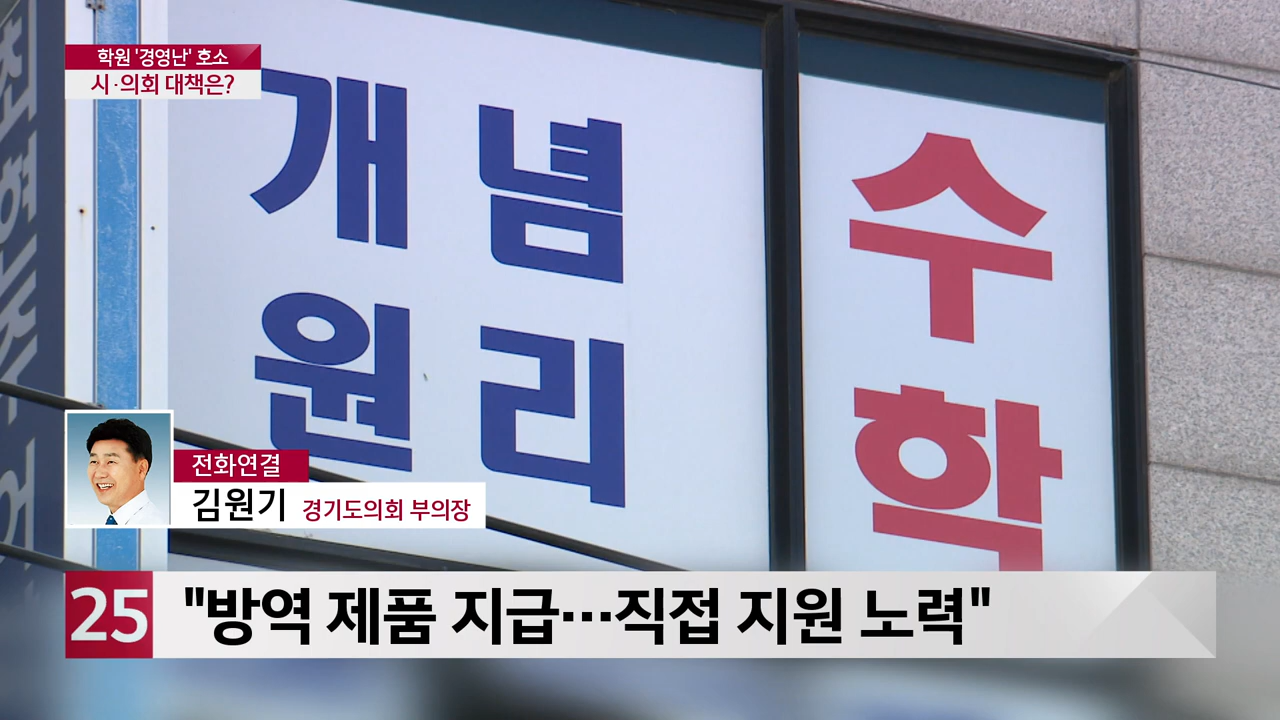 학원 '경영난' 호소
시·의회 대책은?
개념
원리
수
학
전화연결
김원기 경기도의회 부의장
25 "방역 제품 지급…직접 지원 노력"